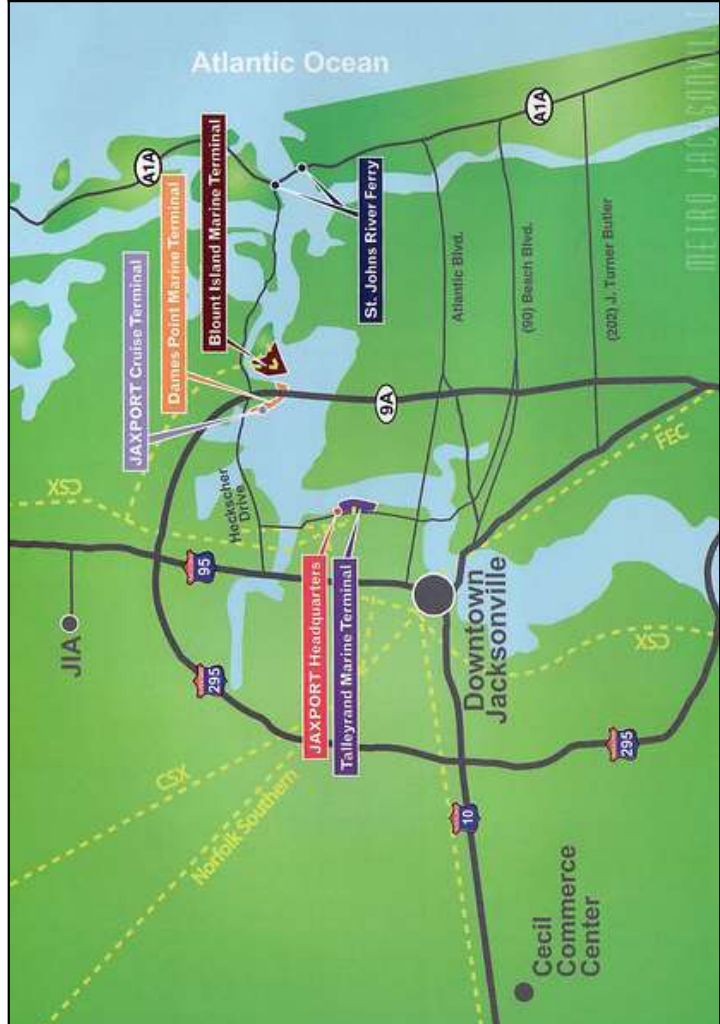 METRO JACKSONVILLE
Atlantic Ocean
A1A
A1A
JAXPORT Cruise Terminal
Dames Point Marine Terminal
Blount Island Marine Terminal
St. Johns River Ferry
Atlantic Blvd.
(90) Beach Blvd.
(202) J. Turner Butler
9A
CSX
Heckscher
Drive
FEC
95
JIA
JAXPORT Headquarters
Talleyrand Marine Terminal
Downtown
Jacksonville
CSX
295
295
CSX
Norfolk Southern
10
Cecil
Commerce
Center